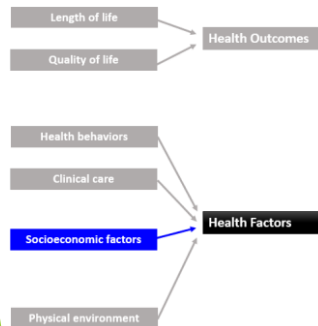 Length of life
Health Outcomes
Quality of life
Health behaviors
Clinical care
Health Factors
Socioeconomic factors
Physical environment